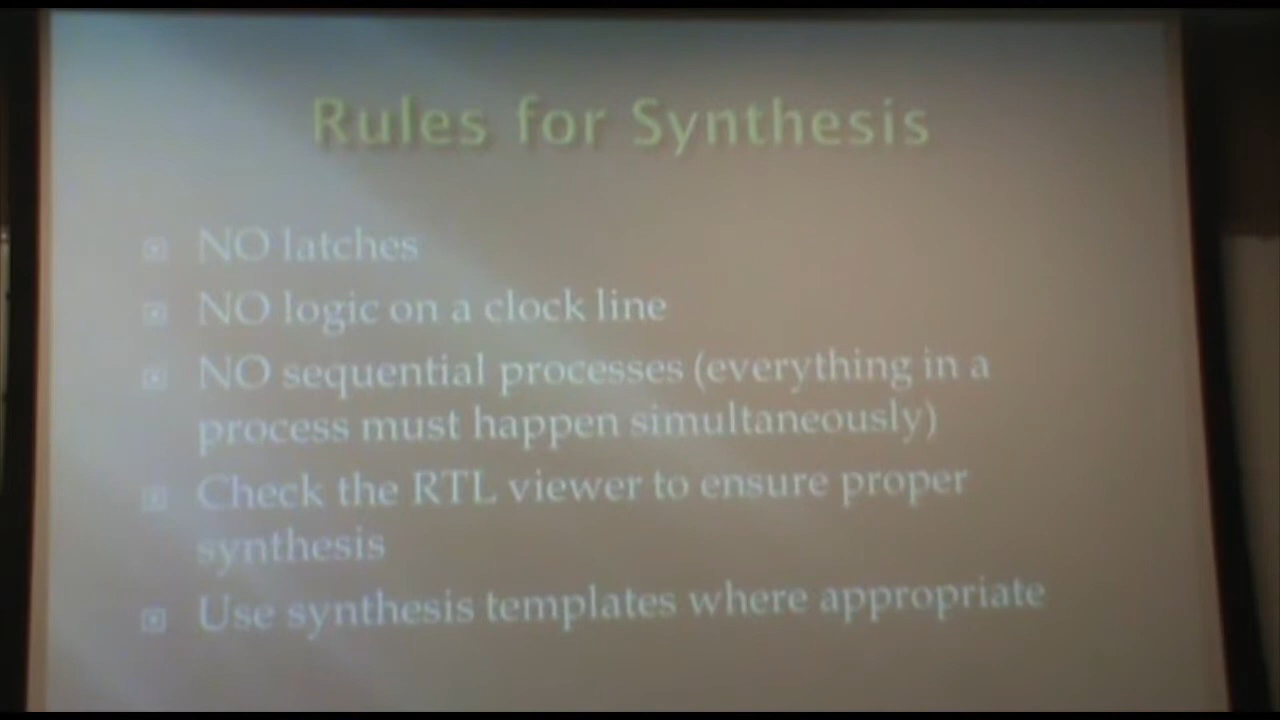 Rules for Synthesis
NO latches
NO logic on a clock line
NO sequential processes (everything in a
process must happen simultaneously)
Check the RTL viewer to ensure proper
synthesis
Use synthesis templates where appropriate